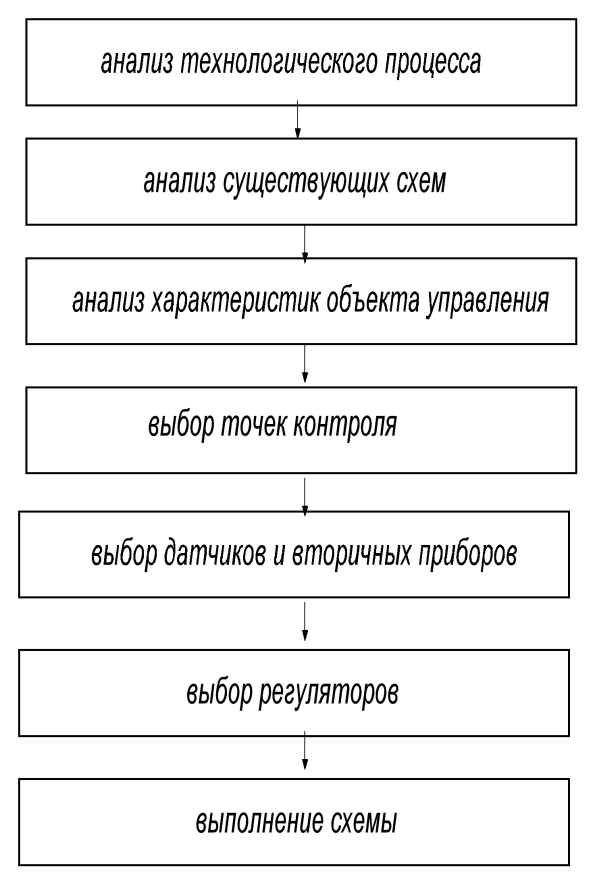 анализ технологического процесса
анализ существующих схем
анализ характеристик объекта управления
выбор точек контроля
выбор датчиков и вторичных приборов
выбор регуляторов
выполнение схемы